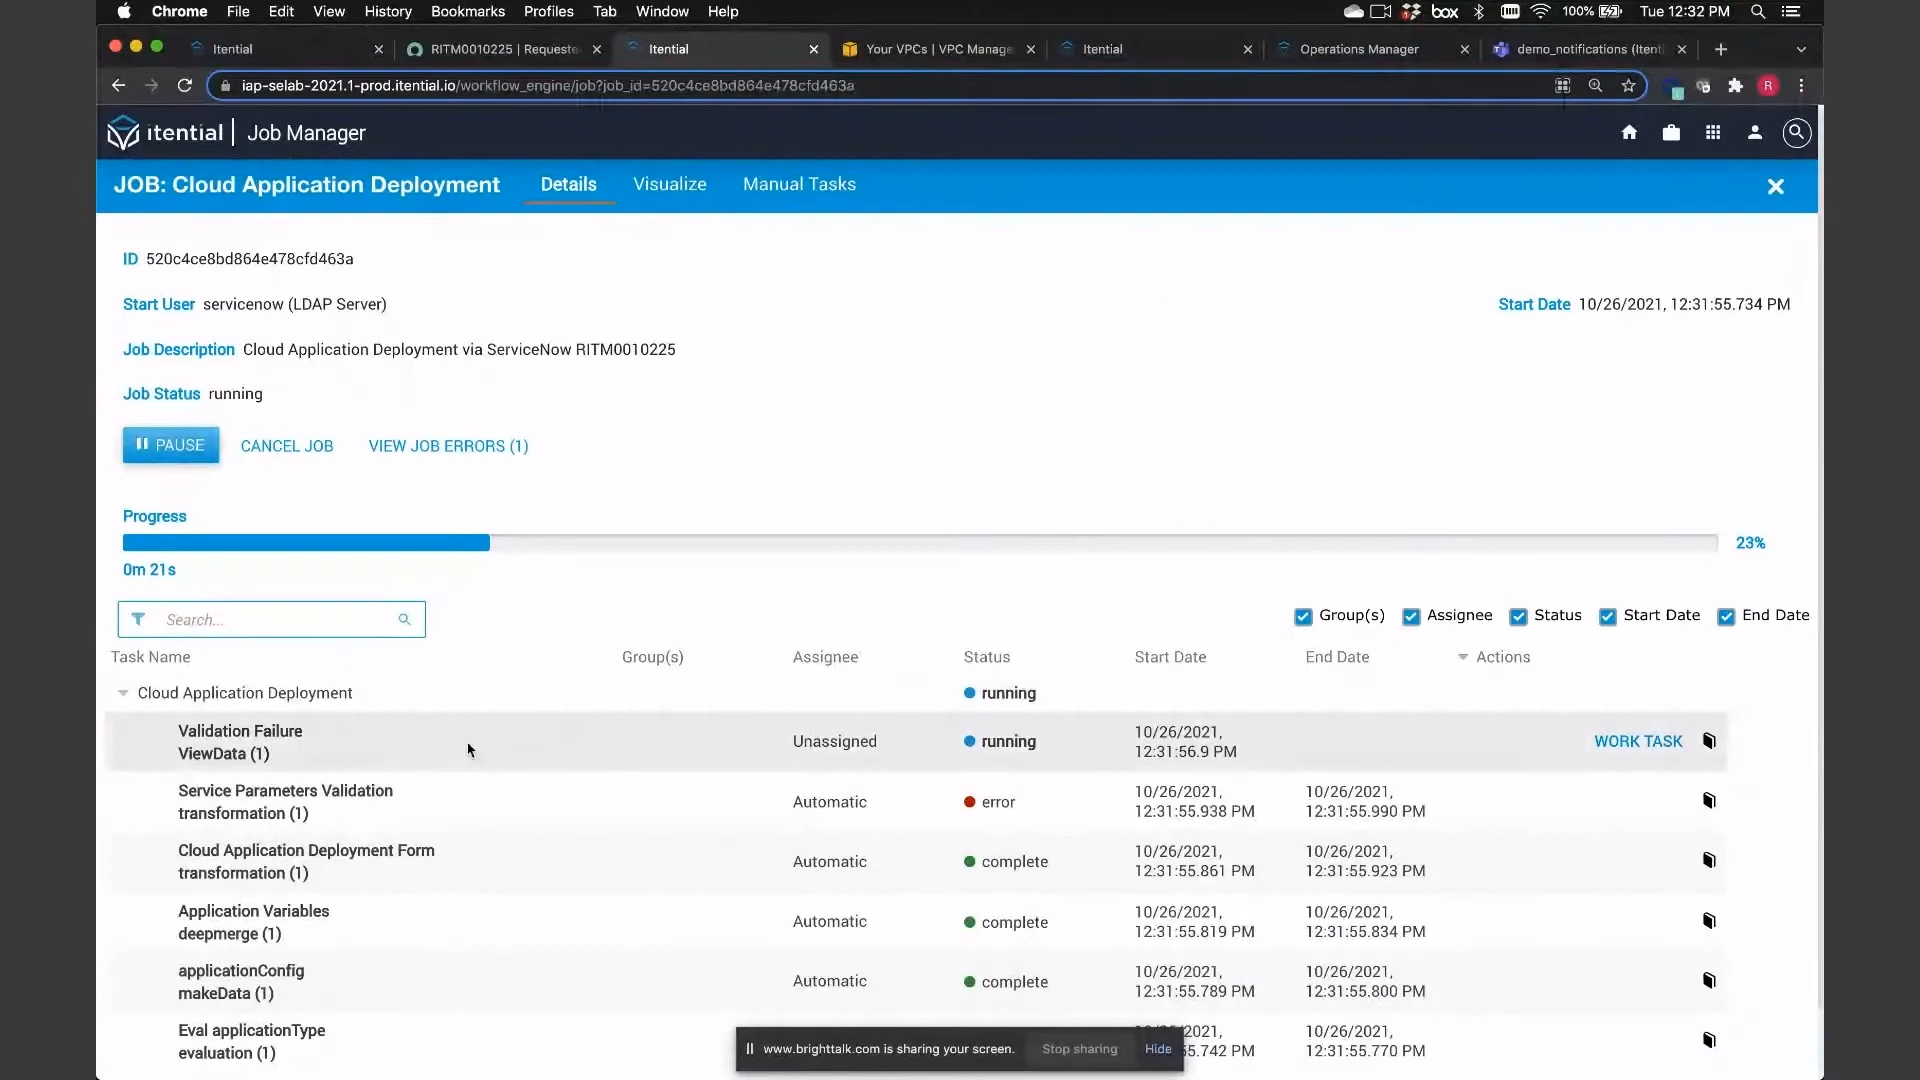 Chrome File Edit View History Bookmarks Profiles Tab Window Help box 100% Tue 12:32 PM
Itential RITM0010225 | Requeste Itential Your VPCs | VPC Manage Itential Operations Manager demo_notifications (Itenti
iap-selab-2021.1-prod.itential.io/workflow_engine/job?job_id=520c4ce8bd864e478cfd463a R
itential | Job Manager
JOB: Cloud Application Deployment Details Visualize Manual Tasks
ID 520c4ce8bd864e478cfd463a
Start User servicenow (LDAP Server) Start Date 10/26/2021, 12:31:55.734 PM
Job Description Cloud Application Deployment via ServiceNow RITM0010225
Job Status running
PAUSE CANCEL JOB VIEW JOB ERRORS (1)
Progress
23%
0m 21s
Search... Group(s) Assignee Status Start Date End Date
Task Name Group(s) Assignee Status Start Date End Date Actions
Cloud Application Deployment running
Validation Failure 10/26/2021,
ViewData (1) Unassigned running 12:31:56.9 PM WORK TASK
Service Parameters Validation 10/26/2021, 10/26/2021,
transformation (1) Automatic error 12:31:55.938 PM 12:31:55.990 PM
Cloud Application Deployment Form 10/26/2021, 10/26/2021,
transformation (1) Automatic complete 12:31:55.861 PM 12:31:55.923 PM
Application Variables 10/26/2021, 10/26/2021,
deepmerge (1) Automatic complete 12:31:55.819 PM 12:31:55.834 PM
applicationConfig 10/26/2021, 10/26/2021,
makeData (1) Automatic complete 12:31:55.789 PM 12:31:55.800 PM
Eval applicationType 2021, 10/26/2021,
evaluation (1) 55.742 PM 12:31:55.770 PM
www.brighttalk.com is sharing your screen. Stop sharing Hide